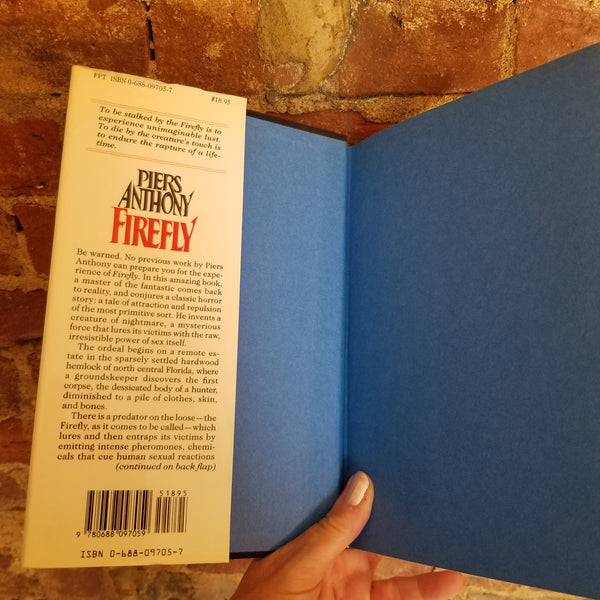 FPT ISBN 0-688-09705-7
$18.95
To be stalked by the Firefly is to
experience unimaginable lust.
To die by the creature's touch is
to endure the rapture of a life-
time.
PIERS
ANTHONY
FIREFLY
Be warned. No previous work by Piers
Anthony can prepare you for the expe-
rience of Firefly. In this amazing book,
a master of the fantastic comes back
to reality, and conjures a classic horror
story: a tale of attraction and repulsion
of the most primitive sort. He invents a
creature of nightmare, a mysterious
force that lures its victims with the raw,
irresistible power of sex itself.
The ordeal begins on a remote es-
tate in the sparsely settled hardwood
hemlock of north central Florida, where
a groundskeeper discovers the first
corpse, the dessicated body of a hunter,
diminished to a pile of clothes, skin,
and bones.
There is a predator on the loose—the
Firefly, as it comes to be called—which
lures and then entraps its victims by
emitting intense pheromones, chemi-
cals that cue human sexual reactions
(continued on back flap)
51895
9 780688 097059
ISBN 0-688-09705-7